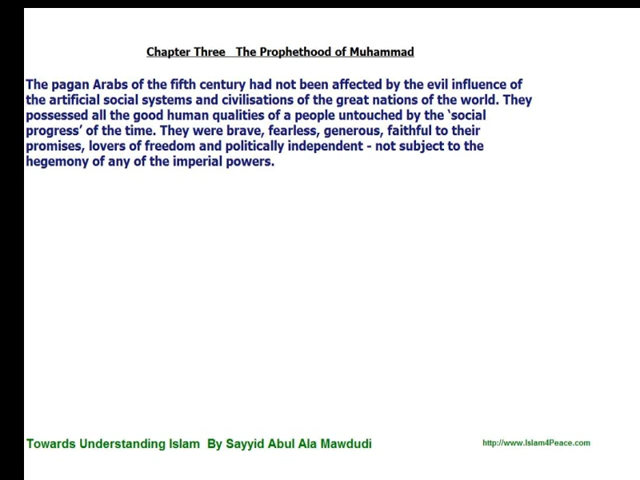 Chapter Three   The Prophethood of Muhammad
The pagan Arabs of the fifth century had not been affected by the evil influence of
the artificial social systems and civilisations of the great nations of the world. They
possessed all the good human qualities of a people untouched by the ‘social
progress’ of the time. They were brave, fearless, generous, faithful to their
promises, lovers of freedom and politically independent - not subject to the
hegemony of any of the imperial powers.
Towards Understanding Islam  By Sayyid Abul Ala Mawdudi
http://www.Islam4Peace.com